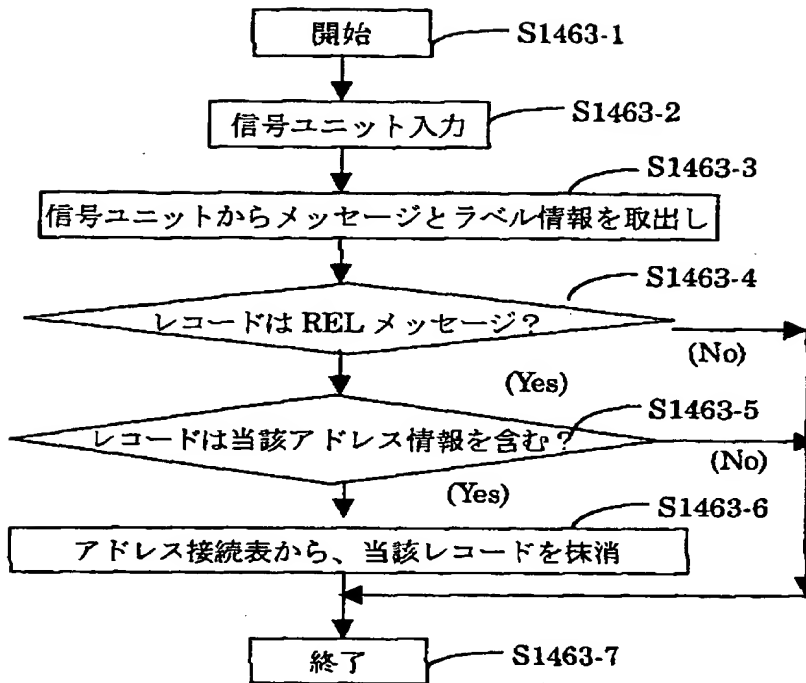 開始
S1463-1
信号ユニット入力
S1463-2
S1463-3
信号ユニットからメッセージとラベル情報を取出し
S1463-4
レコードは REL メッセージ?
(No)
(Yes)
S1463-5
レコードは当該アドレス情報を含む?
(No)
(Yes)
S1463-6
アドレス接続表から、当該レコードを抹消
終了
S1463-7